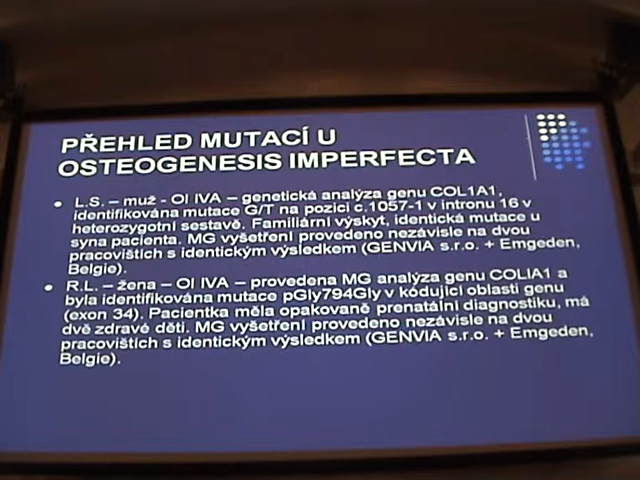 PŘEHLED MUTACÍ U
OSTEOGENESIS IMPERFECTA
• L.S. – muž - OI IVA – genetická analýza genu COL1A1,
identifikována mutace G/T na pozici c.1057-1 v intronu 16 v
heterozygotní sestavě. Familiární výskyt, identická mutace u
syna pacienta. MG vyšetření provedeno nezávisle na dvou
pracovištích s identickým výsledkem (GENVIA s.r.o. + Emgeden,
Belgie).
• R.L. – žena – OI IVA – provedena MG analýza genu COLIA1 a
byla identifikována mutace pGly794Gly v kódující oblasti genu
(exon 34). Pacientka měla opakovaně prenatální diagnostiku, má
dvě zdravé děti. MG vyšetření provedeno nezávisle na dvou
pracovištích s identickým výsledkem (GENVIA s.r.o. + Emgeden,
Belgie).